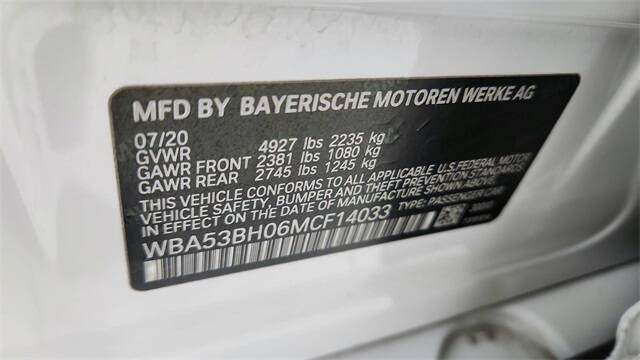 MFD BY BAYERISCHE MOTOREN WERKE AG
07/20
GVWR 4927 lbs 2235 kg
GAWR FRONT 2381 lbs 1080 kg
GAWR REAR 2745 lbs 1245 kg
THIS VEHICLE CONFORMS TO ALL APPLICABLE U.S. FEDERAL MOTOR
VEHICLE SAFETY, BUMPER AND THEFT PREVENTION STANDARDS
IN EFFECT ON THE DATE OF MANUFACTURE SHOWN ABOVE.
WBA53BH06MCF14033 TYPE: PASSENGER CAR